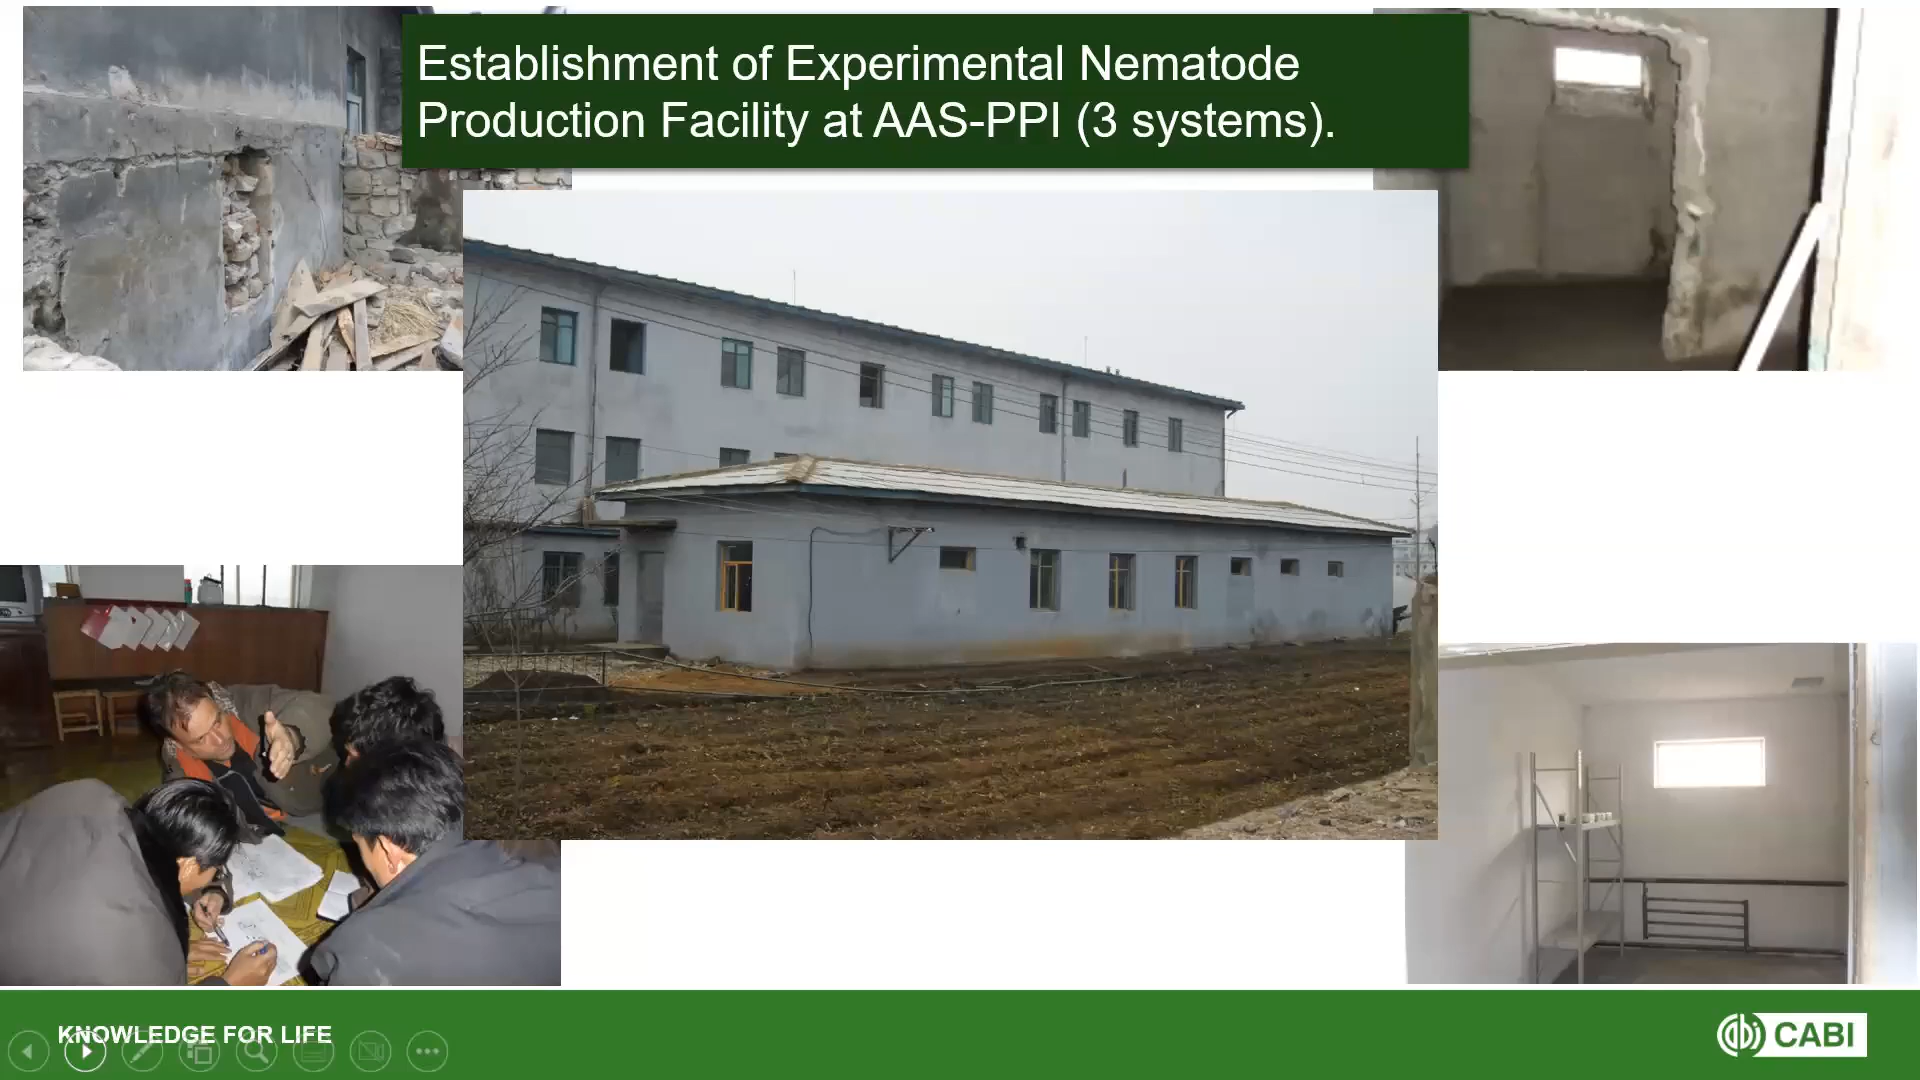 Establishment of Experimental Nematode
Production Facility at AAS-PPI (3 systems).
KNOWLEDGE FOR LIFE
CABI